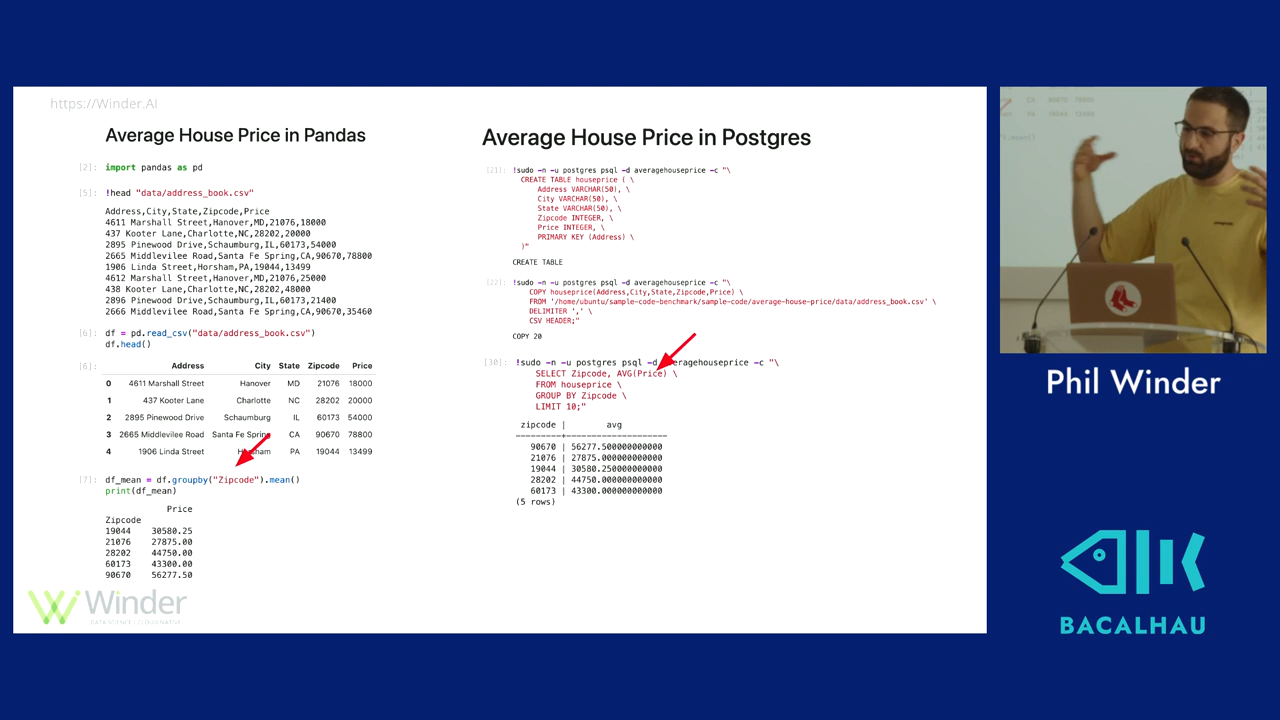 https://Winder.AI
Average House Price in Pandas
[2]: import pandas as pd
[5]: !head "data/address_book.csv"
Address,City,State,Zipcode,Price
4611 Marshall Street,Hanover,MD,21076,18000
437 Kooter Lane,Charlotte,NC,28202,20000
2895 Pinewood Drive,Schaumburg,IL,60173,54000
2665 Middlevilee Road,Santa Fe Spring,CA,90670,78800
1906 Linda Street,Horsham,PA,19044,13499
4612 Marshall Street,Hanover,MD,21076,25000
438 Kooter Lane,Charlotte,NC,28202,48000
2896 Pinewood Drive,Schaumburg,IL,60173,21400
2666 Middlevilee Road,Santa Fe Spring,CA,90670,35460
[6]: df = pd.read_csv("data/address_book.csv")
df.head()
[6]: Address City State Zipcode Price
0 4611 Marshall Street Hanover MD 21076 18000
1 437 Kooter Lane Charlotte NC 28202 20000
2 2895 Pinewood Drive Schaumburg IL 60173 54000
3 2665 Middlevilee Road Santa Fe Spring CA 90670 78800
4 1906 Linda Street Horsham PA 19044 13499
[7]: df_mean = df.groupby("Zipcode").mean()
print(df_mean)
Price
Zipcode
19044 30580.25
21076 27875.00
28202 44750.00
60173 43300.00
90670 56277.50
Winder
DATA SCIENCE | CLOUD NATIVE
Average House Price in Postgres
[21]: !sudo -n -u postgres psql -d averagehouseprice -c "\
CREATE TABLE houseprice ( \
Address VARCHAR(50), \
City VARCHAR(50), \
State VARCHAR(50), \
Zipcode INTEGER, \
Price INTEGER, \
PRIMARY KEY (Address) \
)"
CREATE TABLE
[22]: !sudo -n -u postgres psql -d averagehouseprice -c "\
COPY houseprice(Address,City,State,Zipcode,Price) \
FROM '/home/ubuntu/sample-code-benchmark/sample-code/average-house-price/data/address_book.csv' \
DELIMITER ',' \
CSV HEADER;"
COPY 20
[30]: !sudo -n -u postgres psql -d averagehouseprice -c "\
SELECT Zipcode, AVG(Price) \
FROM houseprice \
GROUP BY Zipcode \
LIMIT 10;"
zipcode | avg
---------+--------------------
90670 | 56277.500000000000
21076 | 27875.000000000000
19044 | 30580.250000000000
28202 | 44750.000000000000
60173 | 43300.000000000000
(5 rows)
Phil Winder
BACALHAU